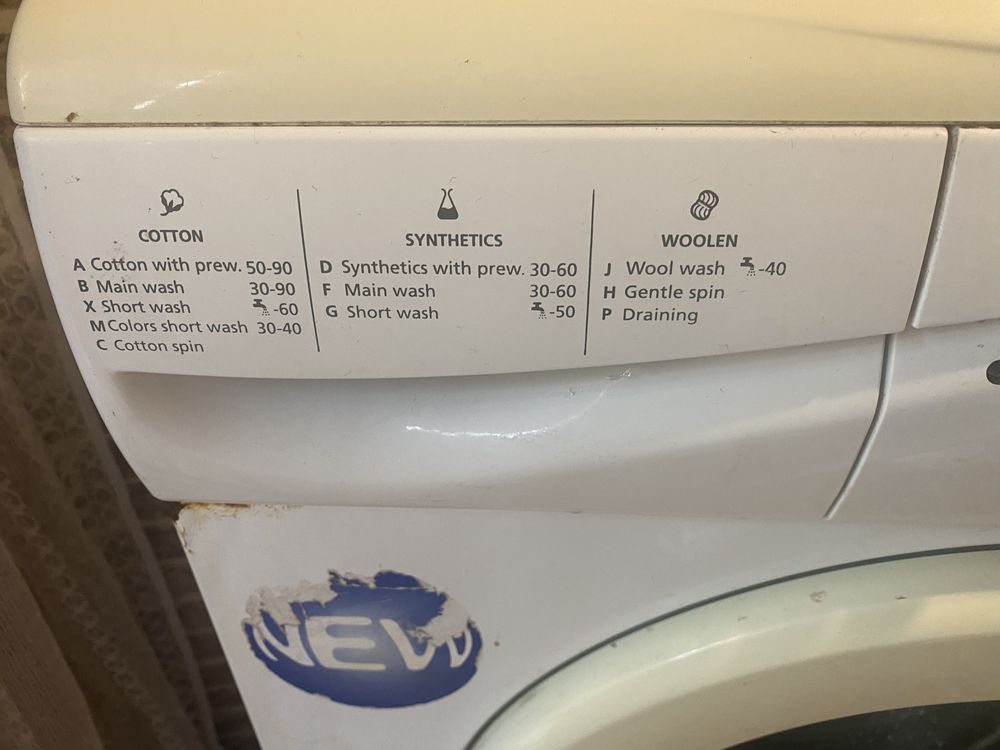 COTTON
A Cotton with prew. 50-90
B Main wash 30-90
X Short wash -60
M Colors short wash 30-40
C Cotton spin
SYNTHETICS
D Synthetics with prew. 30-60
F Main wash 30-60
G Short wash -50
WOOLEN
J Wool wash -40
H Gentle spin
P Draining
NEW